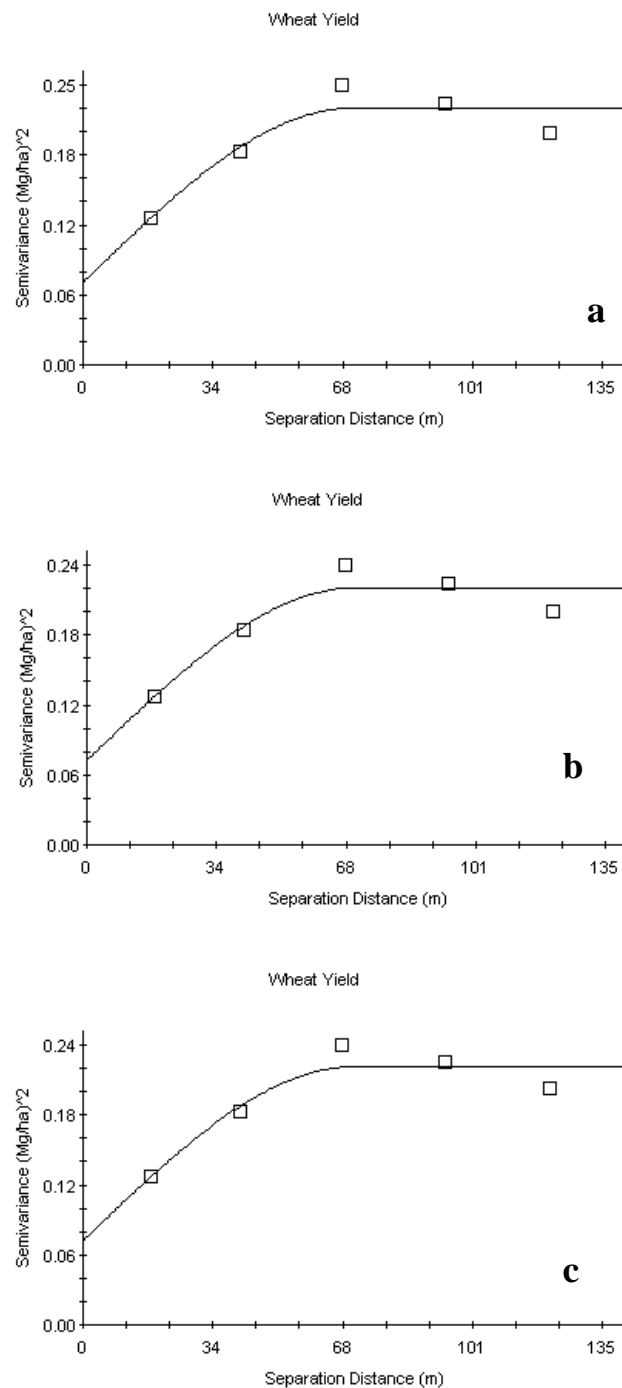 Wheat Yield
0.25
0.18
0.12
0.06
0.00
Semivariance (Mg/ha)^2
a
0 34 68 101 135
Separation Distance (m)
Wheat Yield
0.24
0.18
0.12
0.06
0.00
Semivariance (Mg/ha)^2
b
0 34 68 101 135
Separation Distance (m)
Wheat Yield
0.24
0.18
0.12
0.06
0.00
Semivariance (Mg/ha)^2
c
0 34 68 101 135
Separation Distance (m)